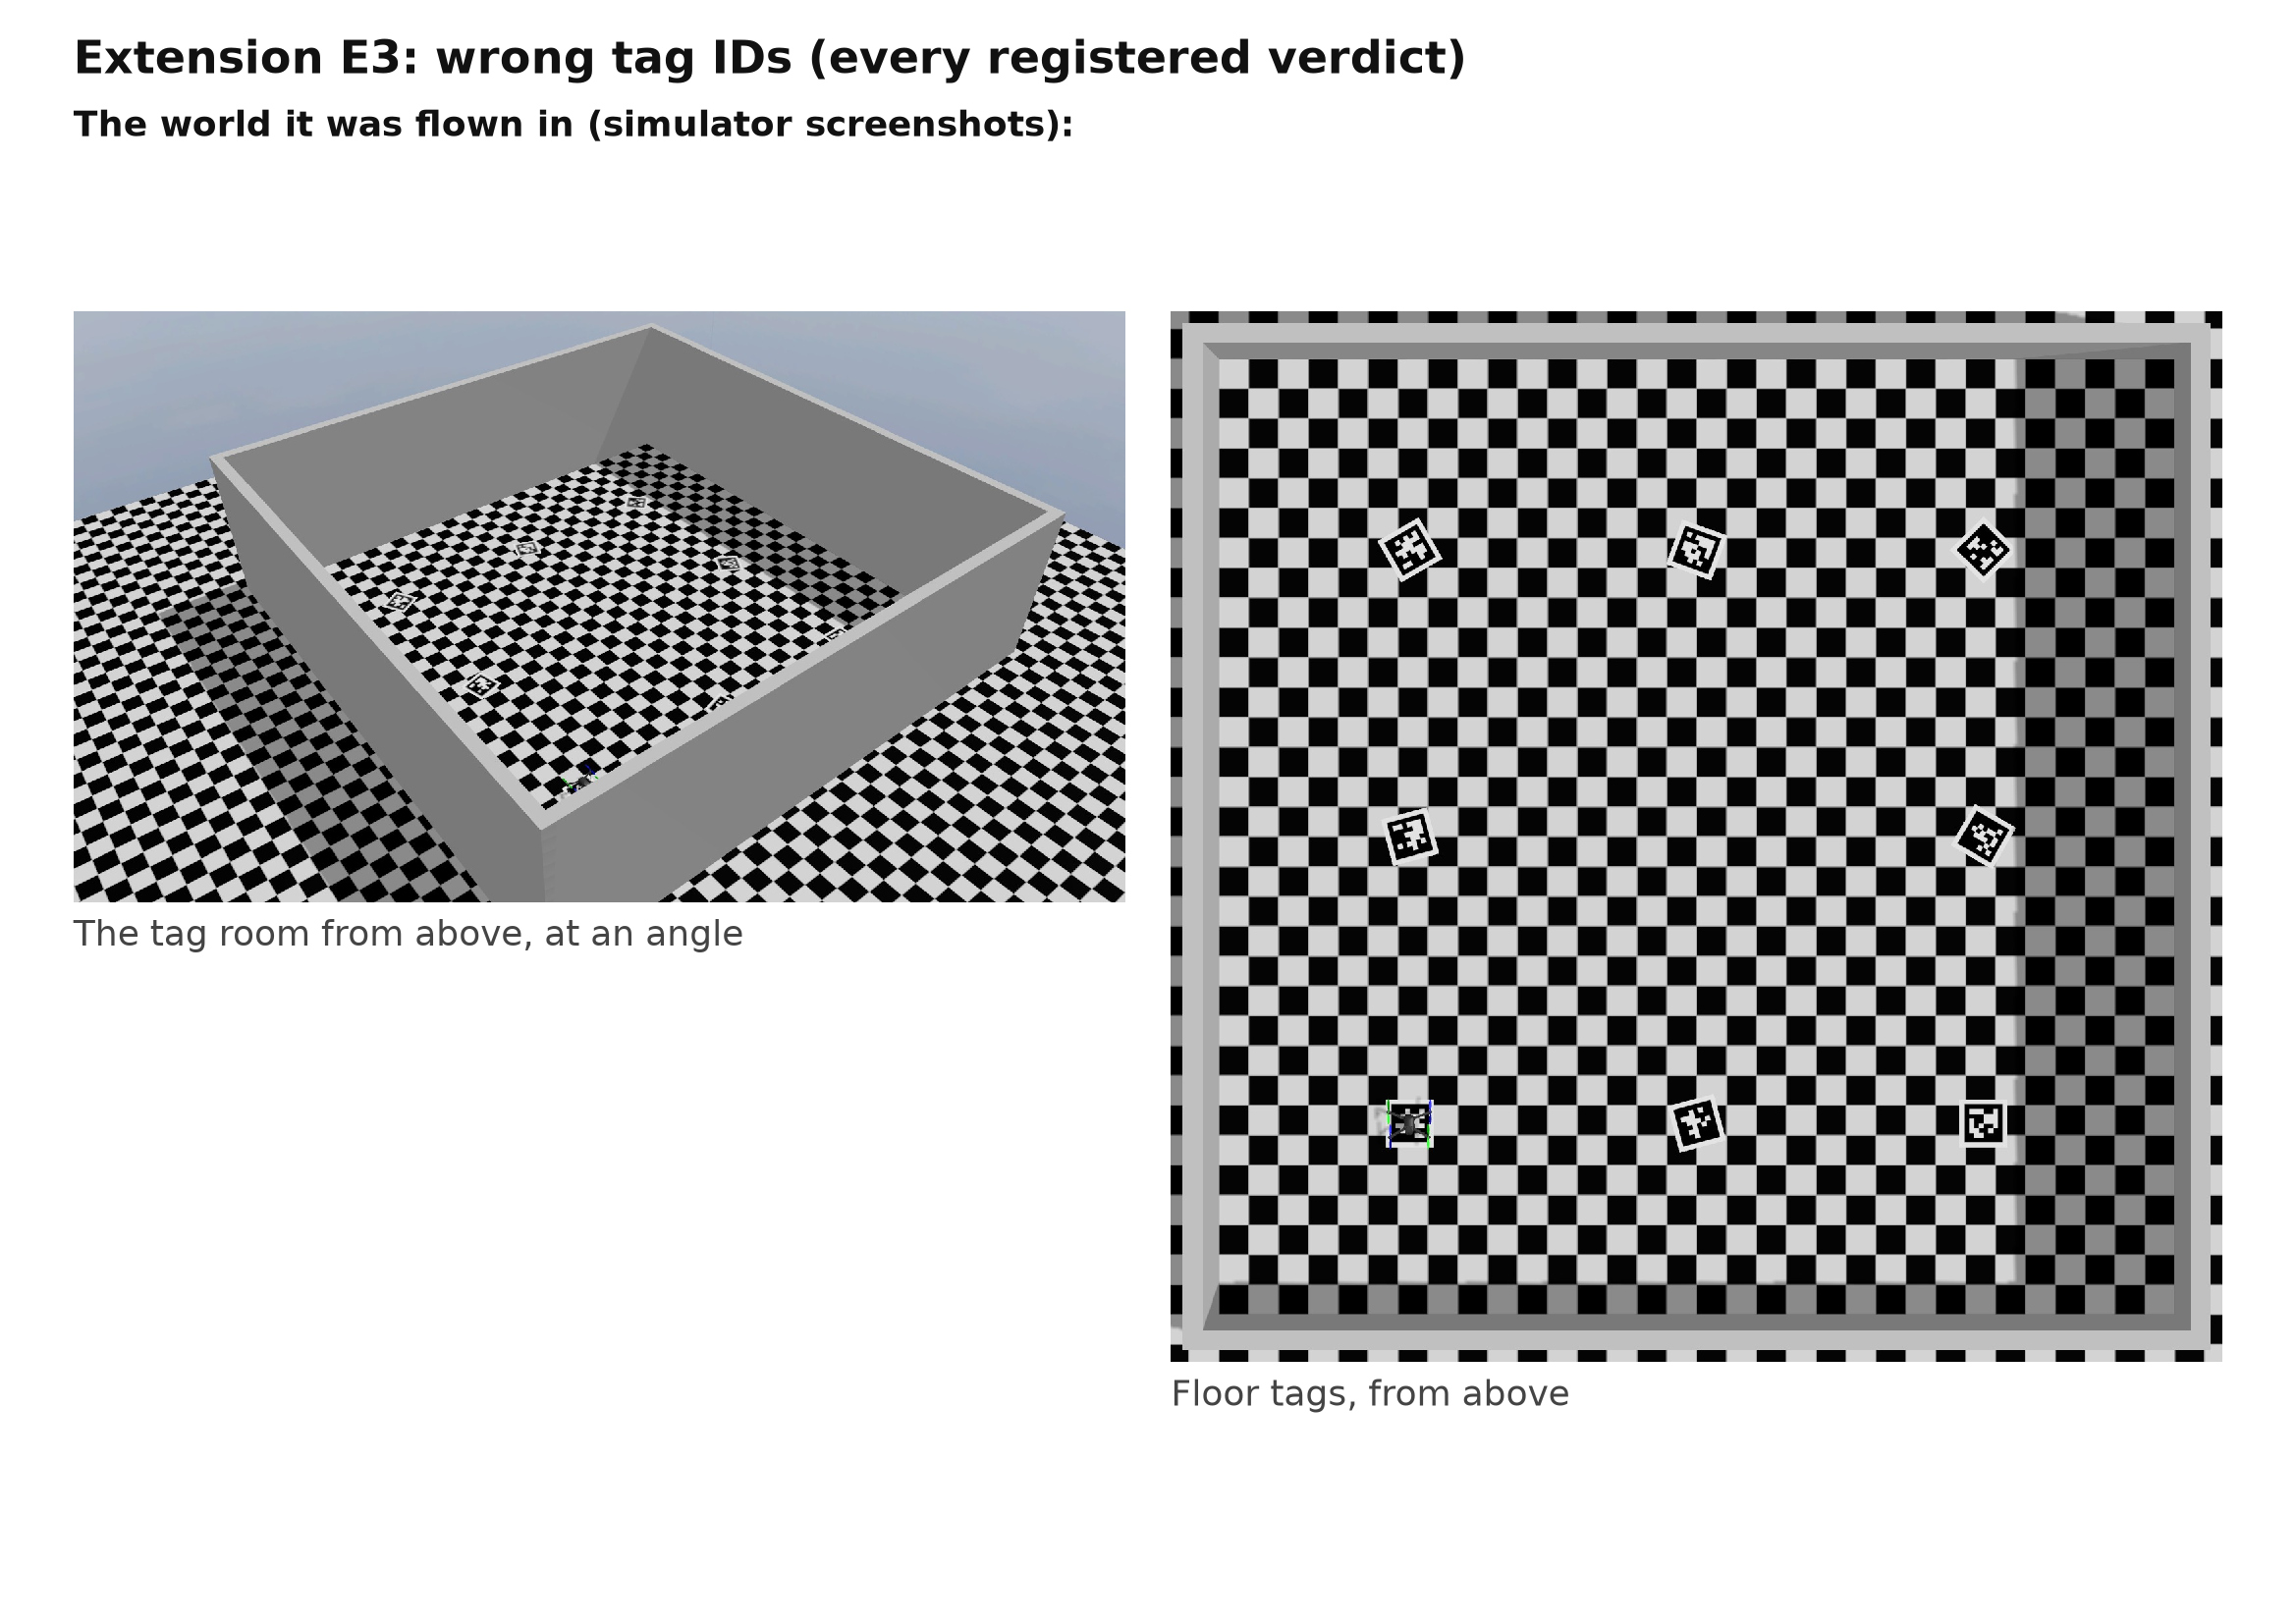 Extension E3: wrong tag IDs (every registered verdict)
The world it was flown in (simulator screenshots):
The tag room from above, at an angle
Floor tags, from above